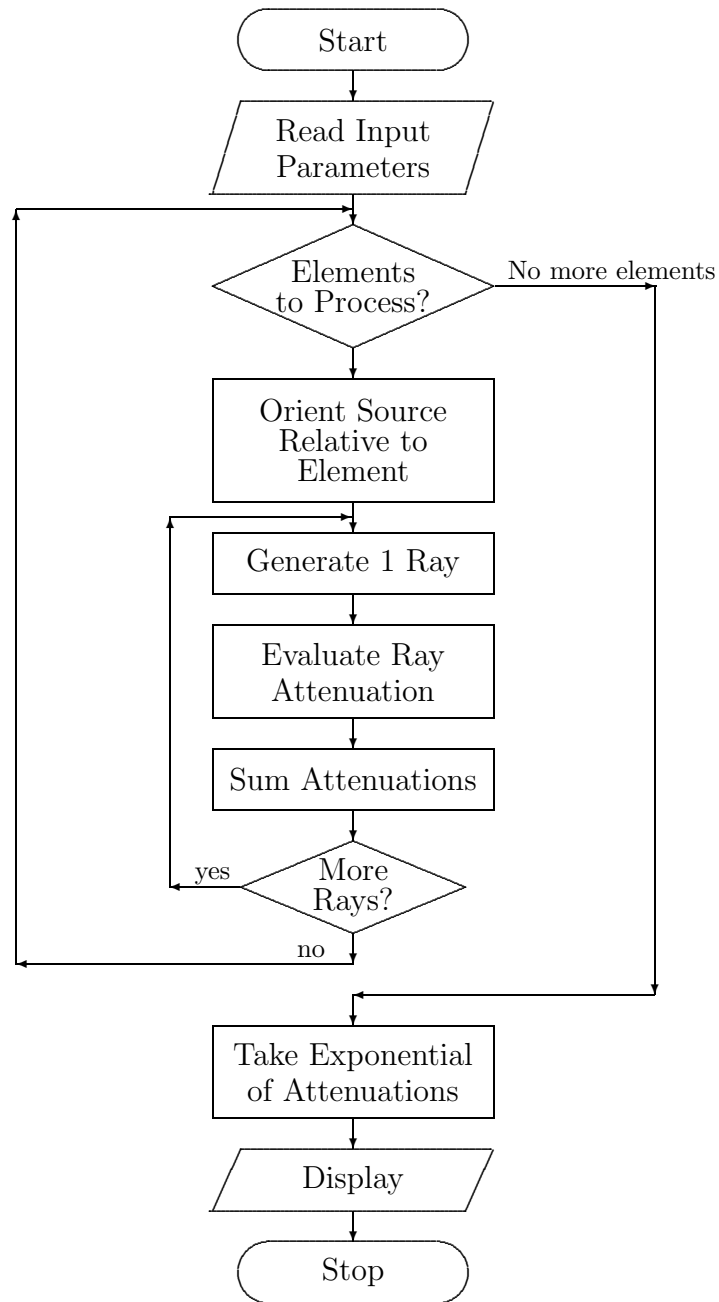 Start
Read Input
Parameters
Elements
to Process?
No more elements
Orient Source
Relative to
Element
Generate 1 Ray
Evaluate Ray
Attenuation
Sum Attenuations
More
Rays?
yes
no
Take Exponential
of Attenuations
Display
Stop